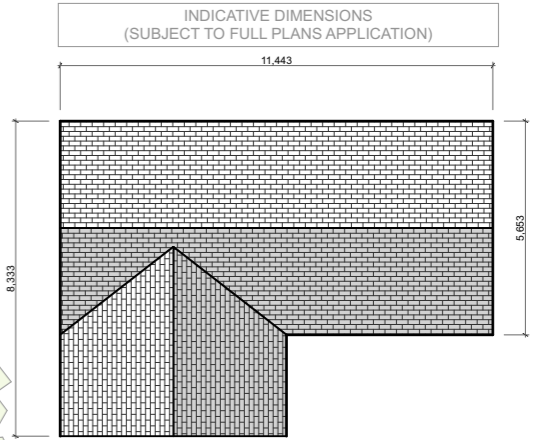 INDICATIVE DIMENSIONS
(SUBJECT TO FULL PLANS APPLICATION)
11,443
8,333
5,653